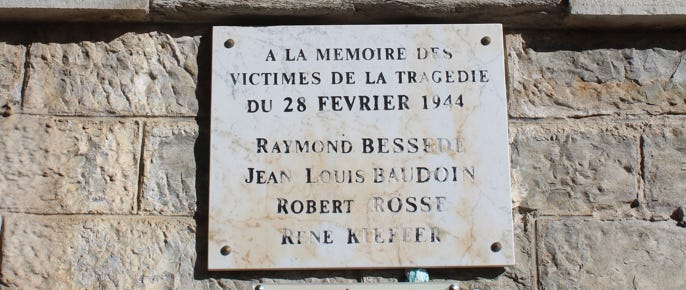 A LA MEMOIRE DES
VICTIMES DE LA TRAGEDIE
DU 28 FEVRIER 1944
RAYMOND BESSEDE
JEAN LOUIS BAUDOIN
ROBERT ROSSE
RENE KIEFFER